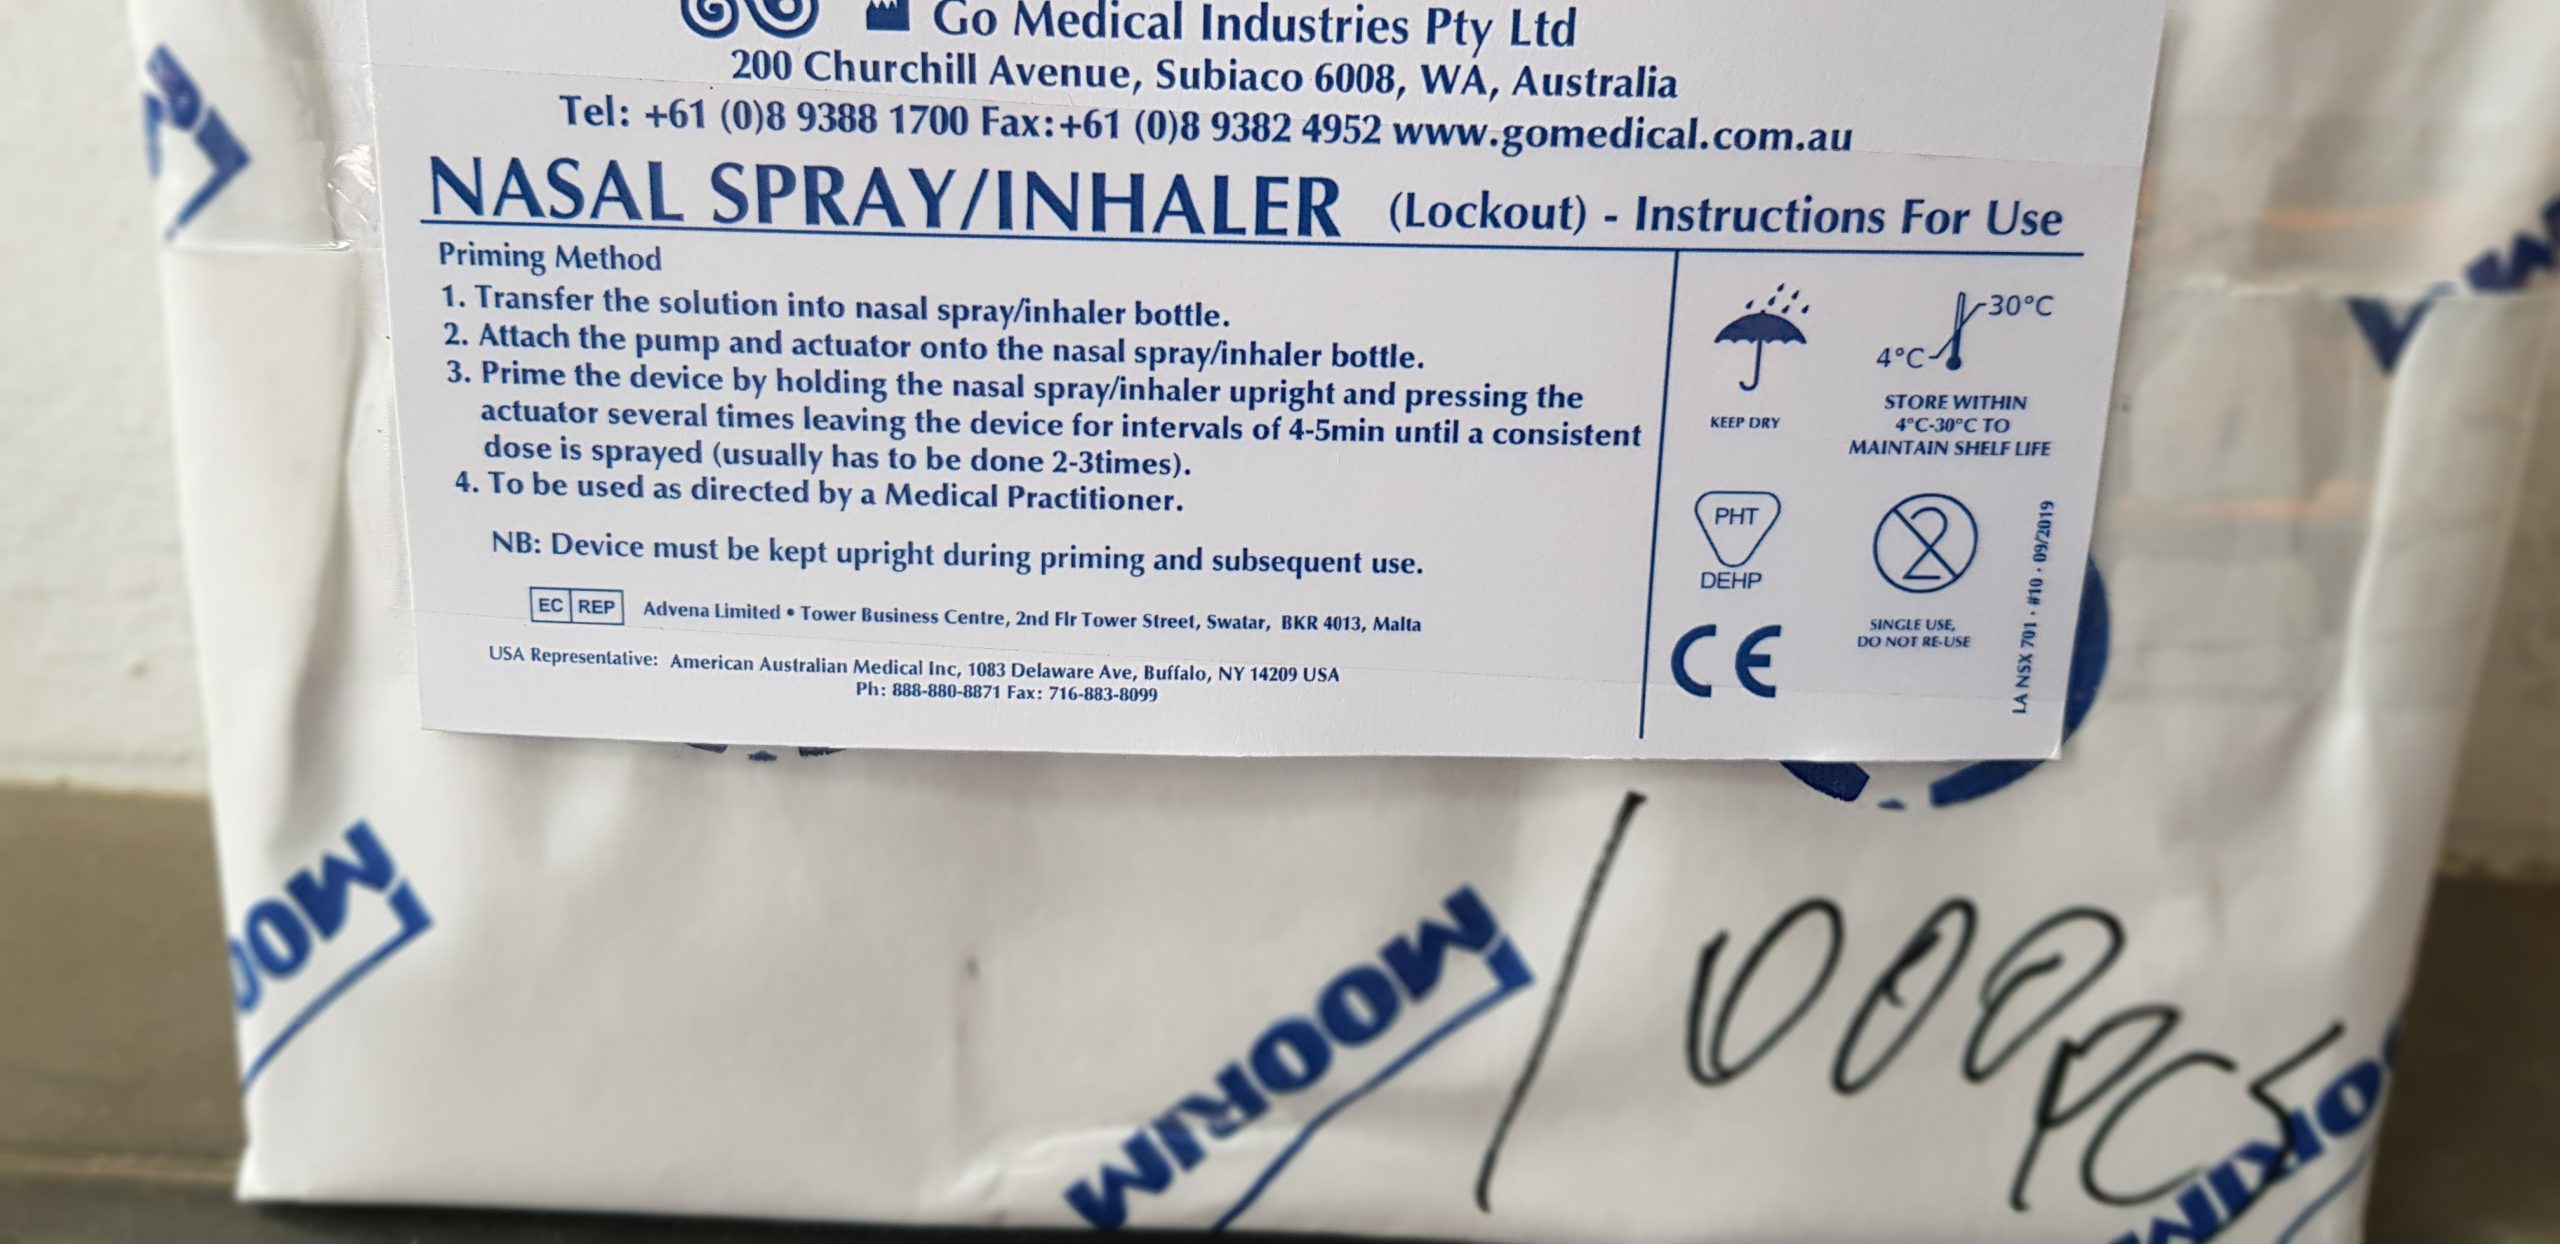 Go Medical Industries Pty Ltd
200 Churchill Avenue, Subiaco 6008, WA, Australia
Tel: +61 (0)8 9388 1700 Fax:+61 (0)8 9382 4952 www.gomedical.com.au
NASAL SPRAY/INHALER (Lockout) - Instructions For Use
Priming Method
1. Transfer the solution into nasal spray/inhaler bottle.
2. Attach the pump and actuator onto the nasal spray/inhaler bottle.
3. Prime the device by holding the nasal spray/inhaler upright and pressing the
actuator several times leaving the device for intervals of 4-5min until a consistent
dose is sprayed (usually has to be done 2-3times).
4. To be used as directed by a Medical Practitioner.
NB: Device must be kept upright during priming and subsequent use.
EC REP Advena Limited • Tower Business Centre, 2nd Flr Tower Street, Swatar, BKR 4013, Malta
USA Representative: American Australian Medical Inc, 1083 Delaware Ave, Buffalo, NY 14209 USA
Ph: 888-880-8871 Fax: 716-883-8099
KEEP DRY
30°C
4°C
STORE WITHIN
4°C-30°C TO
MAINTAIN SHELF LIFE
PHT
DEHP
2
SINGLE USE,
DO NOT RE-USE
CE
LA NSX 701 · #10 · 09/2019
MOORIM
1000PCS